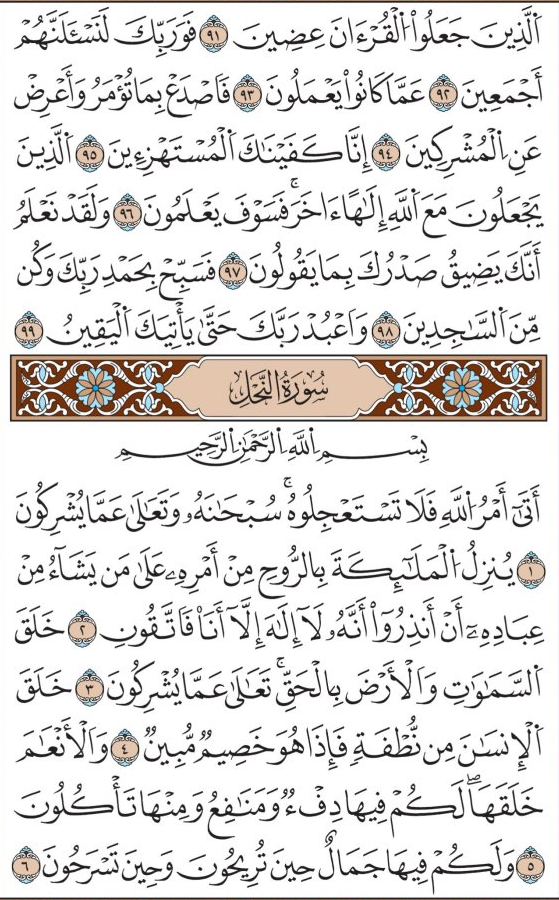 ٱلَّذِينَ جَعَلُوا۟ ٱلْقُرْءَانَ عِضِينَ ٩١ فَوَرَبِّكَ لَنَسْـَٔلَنَّهُمْ
أَجْمَعِينَ ٩٢ عَمَّا كَانُوا۟ يَعْمَلُونَ ٩٣ فَٱصْدَعْ بِمَا تُؤْمَرُ وَأَعْرِضْ
عَنِ ٱلْمُشْرِكِينَ ٩٤ إِنَّا كَفَيْنَـٰكَ ٱلْمُسْتَهْزِءِينَ ٩٥ ٱلَّذِينَ
يَجْعَلُونَ مَعَ ٱللَّهِ إِلَـٰهًا ءَاخَرَ ۚ فَسَوْفَ يَعْلَمُونَ ٩٦ وَلَقَدْ نَعْلَمُ
أَنَّكَ يَضِيقُ صَدْرُكَ بِمَا يَقُولُونَ ٩٧ فَسَبِّحْ بِحَمْدِ رَبِّكَ وَكُن
مِّنَ ٱلسَّـٰجِدِينَ ٩٨ وَٱعْبُدْ رَبَّكَ حَتَّىٰ يَأْتِيَكَ ٱلْيَقِينُ ٩٩
سُورَةُ النَّحْلِ
بِسْمِ ٱللَّهِ ٱلرَّحْمَـٰنِ ٱلرَّحِيمِ
أَتَىٰٓ أَمْرُ ٱللَّهِ فَلَا تَسْتَعْجِلُوهُ ۚ سُبْحَـٰنَهُۥ وَتَعَـٰلَىٰ عَمَّا يُشْرِكُونَ
١ يُنَزِّلُ ٱلْمَلَـٰٓئِكَةَ بِٱلرُّوحِ مِنْ أَمْرِهِۦ عَلَىٰ مَن يَشَآءُ مِنْ
عِبَادِهِۦٓ أَنْ أَنذِرُوٓا۟ أَنَّهُۥ لَآ إِلَـٰهَ إِلَّآ أَنَا۠ فَٱتَّقُونِ ٢ خَلَقَ
ٱلسَّمَـٰوَٰتِ وَٱلْأَرْضَ بِٱلْحَقِّ ۚ تَعَـٰلَىٰ عَمَّا يُشْرِكُونَ ٣ خَلَقَ
ٱلْإِنسَـٰنَ مِن نُّطْفَةٍ فَإِذَا هُوَ خَصِيمٌ مُّبِينٌ ٤ وَٱلْأَنْعَـٰمَ
خَلَقَهَا ۗ لَكُمْ فِيهَا دِفْءٌ وَمَنَـٰفِعُ وَمِنْهَا تَأْكُلُونَ
٥ وَلَكُمْ فِيهَا جَمَالٌ حِينَ تُرِيحُونَ وَحِينَ تَسْرَحُونَ ٦